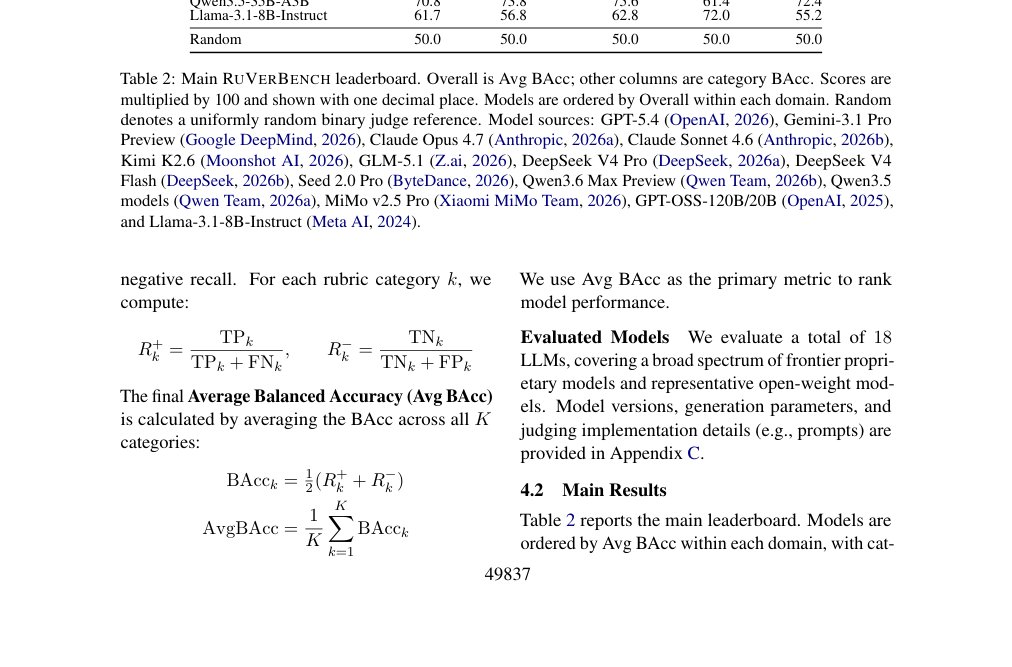 Qwen3.5-35B-A3B 70.8 73.8 75.6 61.4 72.4
Llama-3.1-8B-Instruct 61.7 56.8 62.8 72.0 55.2
Random 50.0 50.0 50.0 50.0 50.0
Table 2: Main RUVERBENCH leaderboard. Overall is Avg BAcc; other columns are category BAcc. Scores are
multiplied by 100 and shown with one decimal place. Models are ordered by Overall within each domain. Random
denotes a uniformly random binary judge reference. Model sources: GPT-5.4 (OpenAI, 2026), Gemini-3.1 Pro
Preview (Google DeepMind, 2026), Claude Opus 4.7 (Anthropic, 2026a), Claude Sonnet 4.6 (Anthropic, 2026b),
Kimi K2.6 (Moonshot AI, 2026), GLM-5.1 (Z.ai, 2026), DeepSeek V4 Pro (DeepSeek, 2026a), DeepSeek V4
Flash (DeepSeek, 2026b), Seed 2.0 Pro (ByteDance, 2026), Qwen3.6 Max Preview (Qwen Team, 2026b), Qwen3.5
models (Qwen Team, 2026a), MiMo v2.5 Pro (Xiaomi MiMo Team, 2026), GPT-OSS-120B/20B (OpenAI, 2025),
and Llama-3.1-8B-Instruct (Meta AI, 2024).
negative recall. For each rubric category k, we
compute:
R_k^+ = TP_k / (TP_k + FN_k), R_k^- = TN_k / (TN_k + FP_k)
The final Average Balanced Accuracy (Avg BAcc)
is calculated by averaging the BAcc across all K
categories:
BAcc_k = 1/2 (R_k^+ + R_k^-)
AvgBAcc = 1/K ∑_{k=1}^{K} BAcc_k
We use Avg BAcc as the primary metric to rank
model performance.
Evaluated Models We evaluate a total of 18
LLMs, covering a broad spectrum of frontier propri-
etary models and representative open-weight mod-
els. Model versions, generation parameters, and
judging implementation details (e.g., prompts) are
provided in Appendix C.
4.2 Main Results
Table 2 reports the main leaderboard. Models are
ordered by Avg BAcc within each domain, with cat-
49837